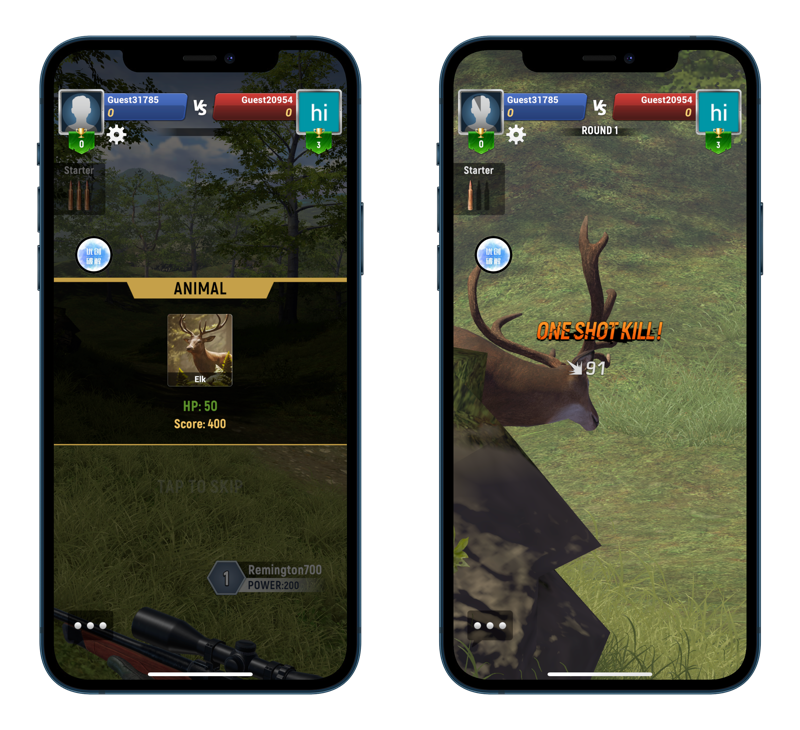 Guest31785
0
VS
Guest20954
0
hi
0
3
Starter
ANIMAL
Elk
HP: 50
Score: 400
TAP TO SKIP
1
Remington700
POWER:200
Guest31785
0
VS
Guest20954
0
hi
ROUND 1
0
3
Starter
ONE SHOT KILL!
91